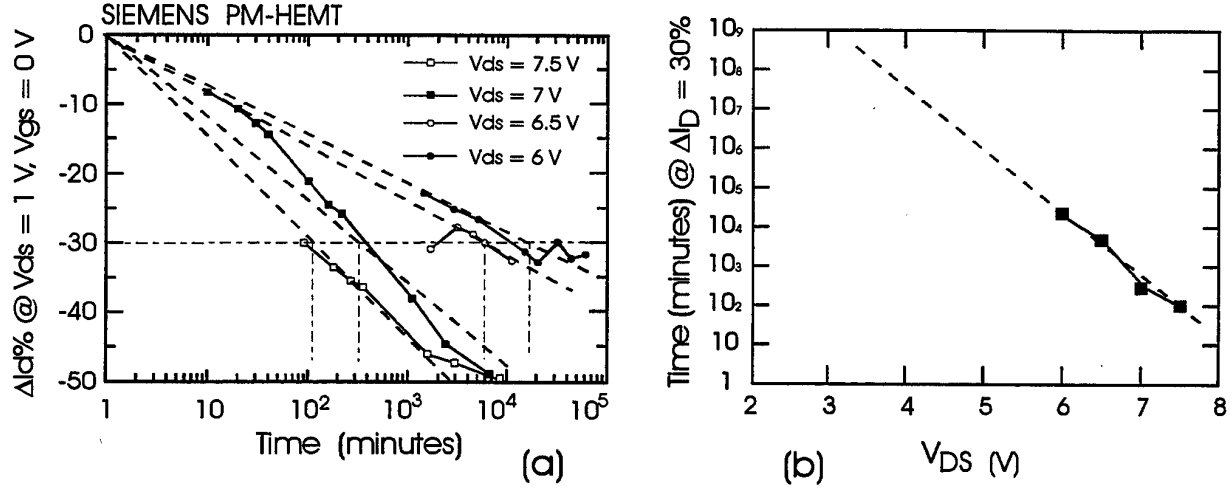 SIEMENS PM-HEMT
ΔId% @ Vds = 1 V, Vgs = 0 V
0
-10
-20
-30
-40
-50
Vds = 7.5 V
Vds = 7 V
Vds = 6.5 V
Vds = 6 V
1 10 10² 10³ 10⁴ 10⁵
Time (minutes)
(a)
Time (minutes) @ ΔI_D = 30%
10₉
10₈
10₇
10₆
10₅
10₄
10₃
10₂
10
1
2 3 4 5 6 7 8
V_DS (V)
(b)